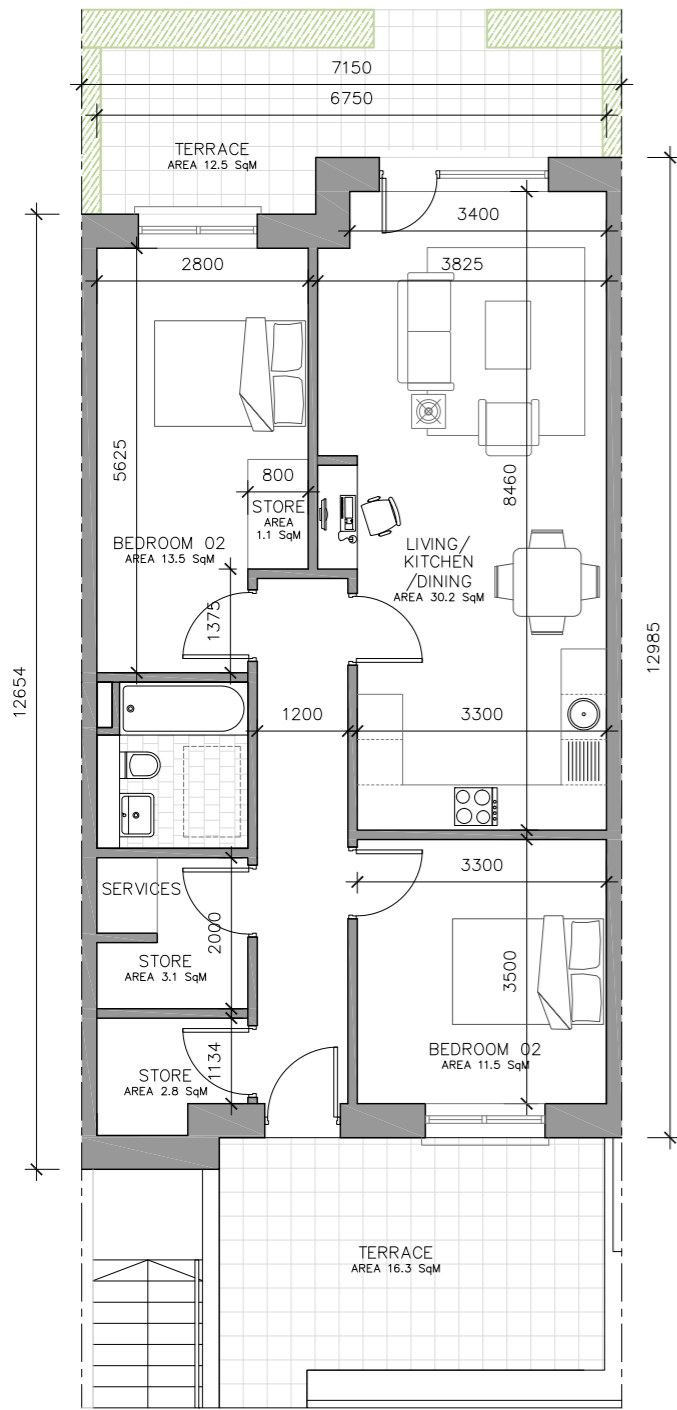 7150
6750
TERRACE
AREA 12.5 SqM
3400
2800
3825
5625
8460
800
STORE
AREA
1.1 SqM
BEDROOM 02
AREA 13.5 SqM
LIVING/
KITCHEN
/DINING
AREA 30.2 SqM
1375
12654
12985
1200
3300
SERVICES
2000
STORE
AREA 3.1 SqM
3300
3500
BEDROOM 02
AREA 11.5 SqM
STORE
AREA 2.8 SqM
1134
TERRACE
AREA 16.3 SqM